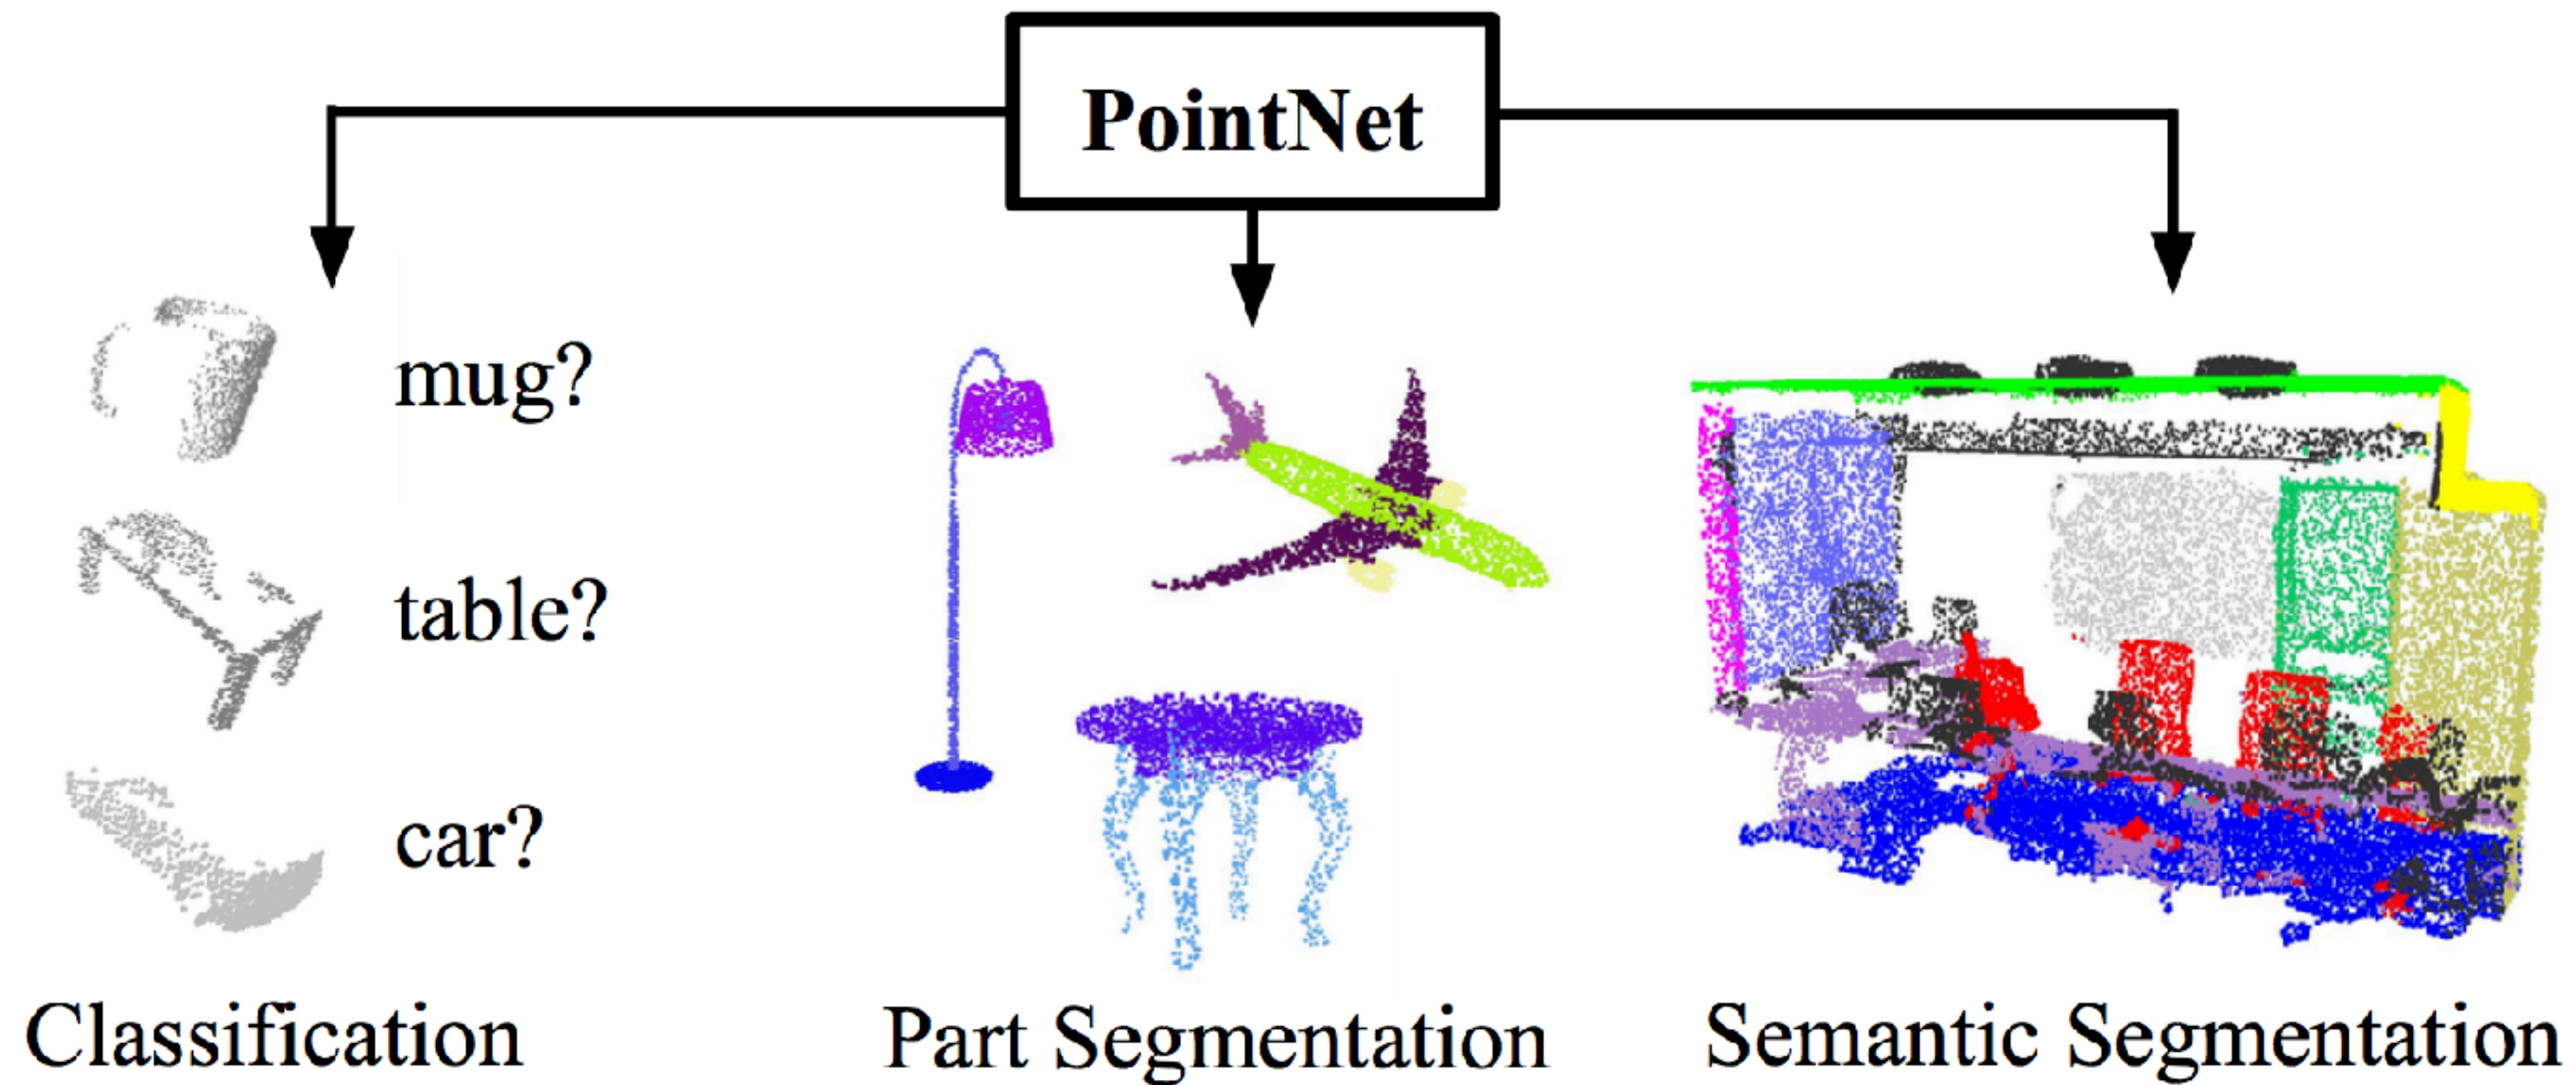 PointNet
mug?
table?
car?
Classification
Part Segmentation
Semantic Segmentation